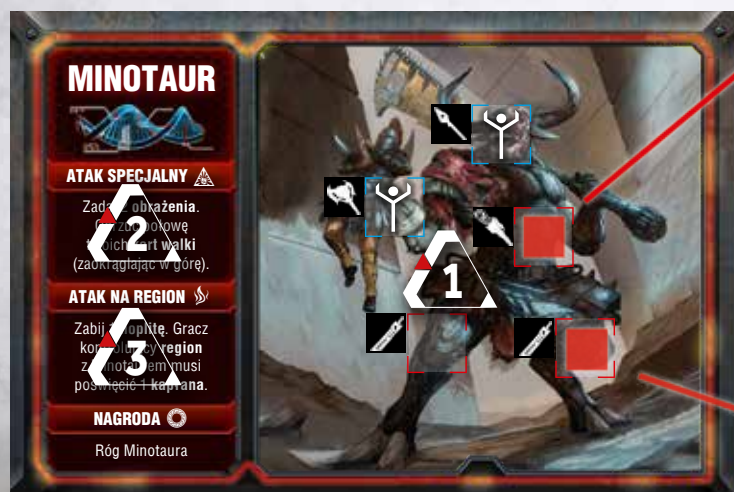 MINOTAUR
ATAK SPECJALNY
2
obrażenia.
(zaokrąglając w górę).
ATAK NA REGION
3
Zabij hoplitę. Gracz
region
musi
poświęcić 1 kapłana.
NAGRODA
Róg Minotaura
1